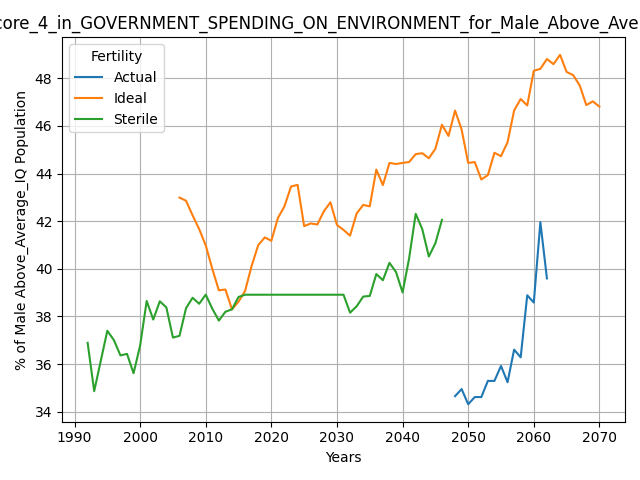 core_4_in_GOVERNMENT_SPENDING_ON_ENVIRONMENT_for_Male_Above_Ave
Fertility
Actual
Ideal
Sterile
% of Male Above_Average_IQ Population
48
46
44
42
40
38
36
34
1990 2000 2010 2020 2030 2040 2050 2060 2070
Years